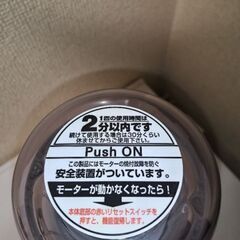 1回の使用時間は
2分以内です
続けて使用する場合は30分くらい
休ませてからご使用下さい。
Push ON
この製品にはモーターの焼付故障を防ぐ
安全装置がついています。
モーターが動かなくなったら!
本体底部の赤いリセットスイッチを
押すと、機能復帰します。